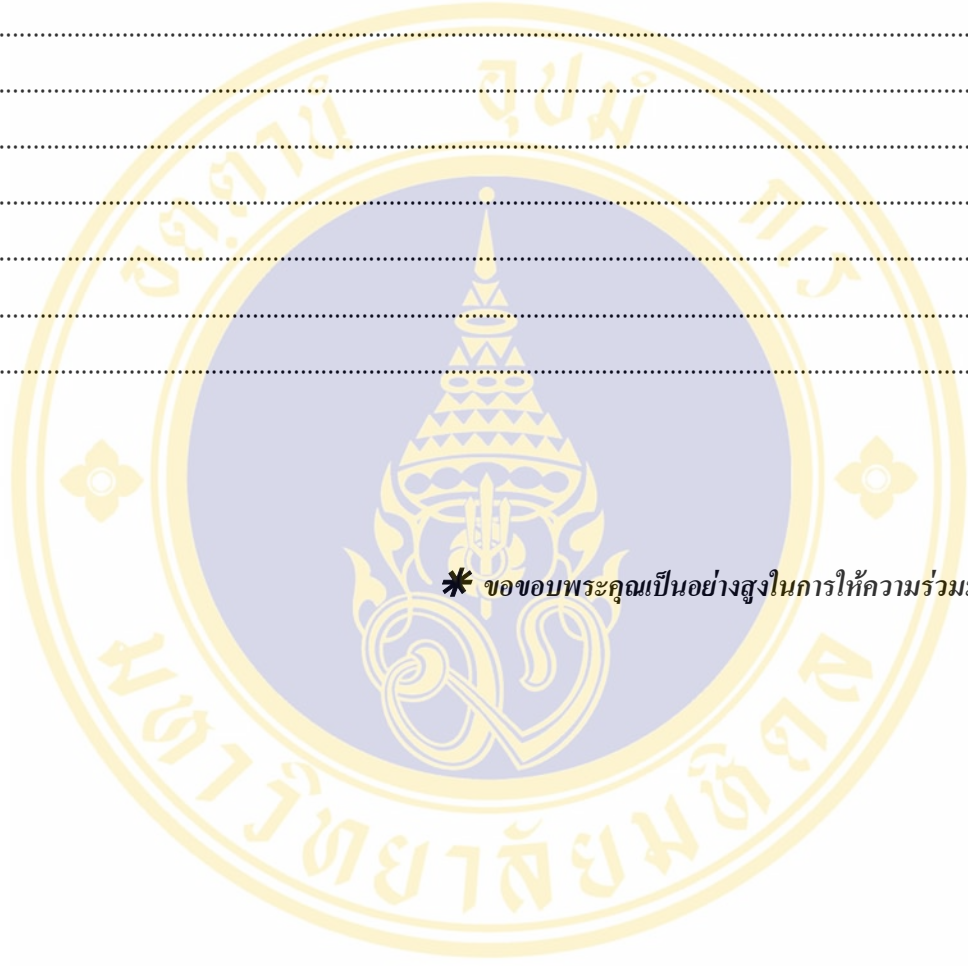 อตฺตานํ อุปมํ กเร
✱ ขอขอบพระคุณเป็นอย่างสูงในการให้ความร่วม
มหาวิทยาลัยมหิดล